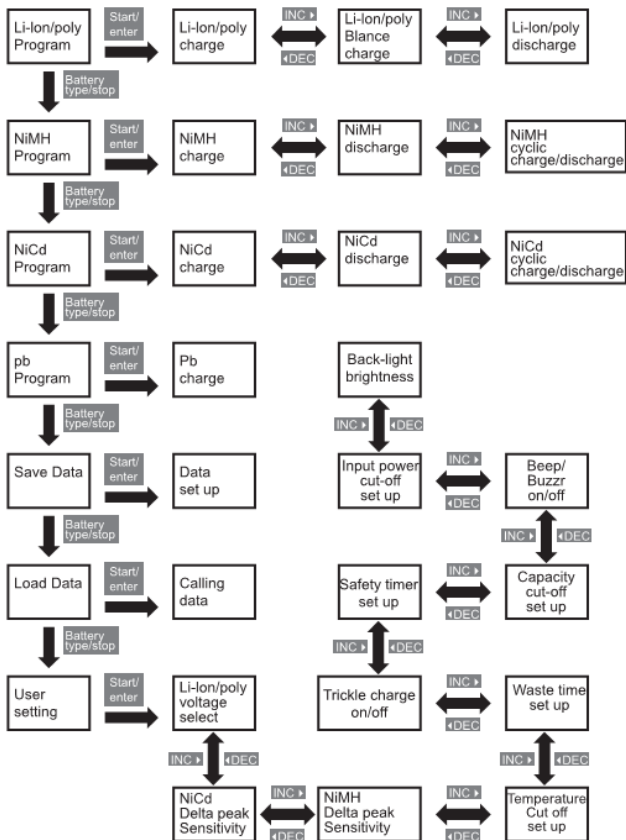 Li-Ion/poly
Program
Start/
enter
Li-Ion/poly
charge
INC ▸
◂DEC
Li-Ion/poly
Blance
charge
INC ▸
◂DEC
Li-Ion/poly
discharge
Battery
type/stop
NiMH
Program
Start/
enter
NiMH
charge
INC ▸
◂DEC
NiMH
discharge
INC ▸
◂DEC
NiMH
cyclic
charge/discharge
Battery
type/stop
NiCd
Program
Start/
enter
NiCd
charge
INC ▸
◂DEC
NiCd
discharge
INC ▸
◂DEC
NiCd
cyclic
charge/discharge
Battery
type/stop
pb
Program
Start/
enter
Pb
charge
Back-light
brightness
Battery
type/stop
INC ▸ ◂DEC
Save Data
Start/
enter
Data
set up
Input power
cut-off
set up
INC ▸
◂DEC
Beep/
Buzzr
on/off
Battery
type/stop
INC ▸ ◂DEC
Load Data
Start/
enter
Calling
data
Safety timer
set up
INC ▸
◂DEC
Capacity
cut-off
set up
Battery
type/stop
INC ▸ ◂DEC
User
setting
Start/
enter
Li-Ion/poly
voltage
select
Trickle charge
on/off
INC ▸
◂DEC
Waste time
set up
INC ▸ ◂DEC
INC ▸ ◂DEC
NiCd
Delta peak
Sensitivity
INC ▸
◂DEC
NiMH
Delta peak
Sensitivity
INC ▸
◂DEC
Temperature
Cut off
set up